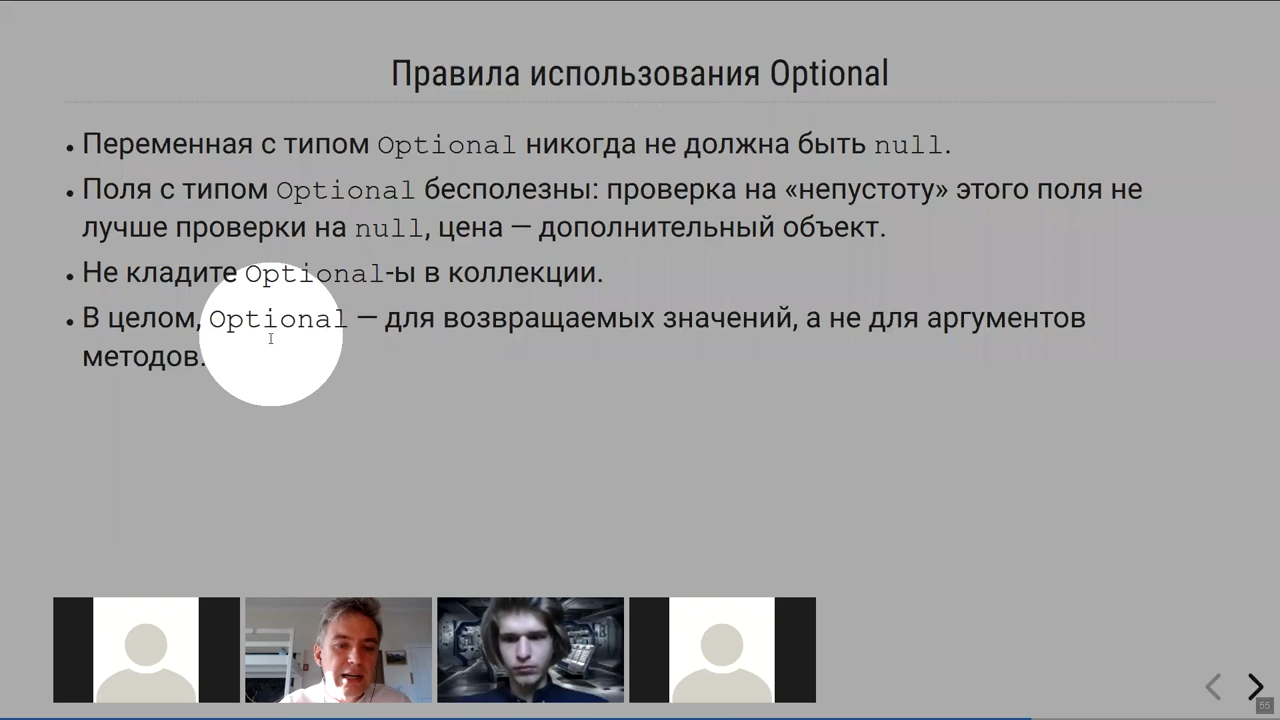 Правила использования Optional
• Переменная с типом Optional никогда не должна быть null.
• Поля с типом Optional бесполезны: проверка на «непустоту» этого поля не
лучше проверки на null, цена — дополнительный объект.
• Не кладите Optional-ы в коллекции.
• В целом, Optional — для возвращаемых значений, а не для аргументов
методов.
55